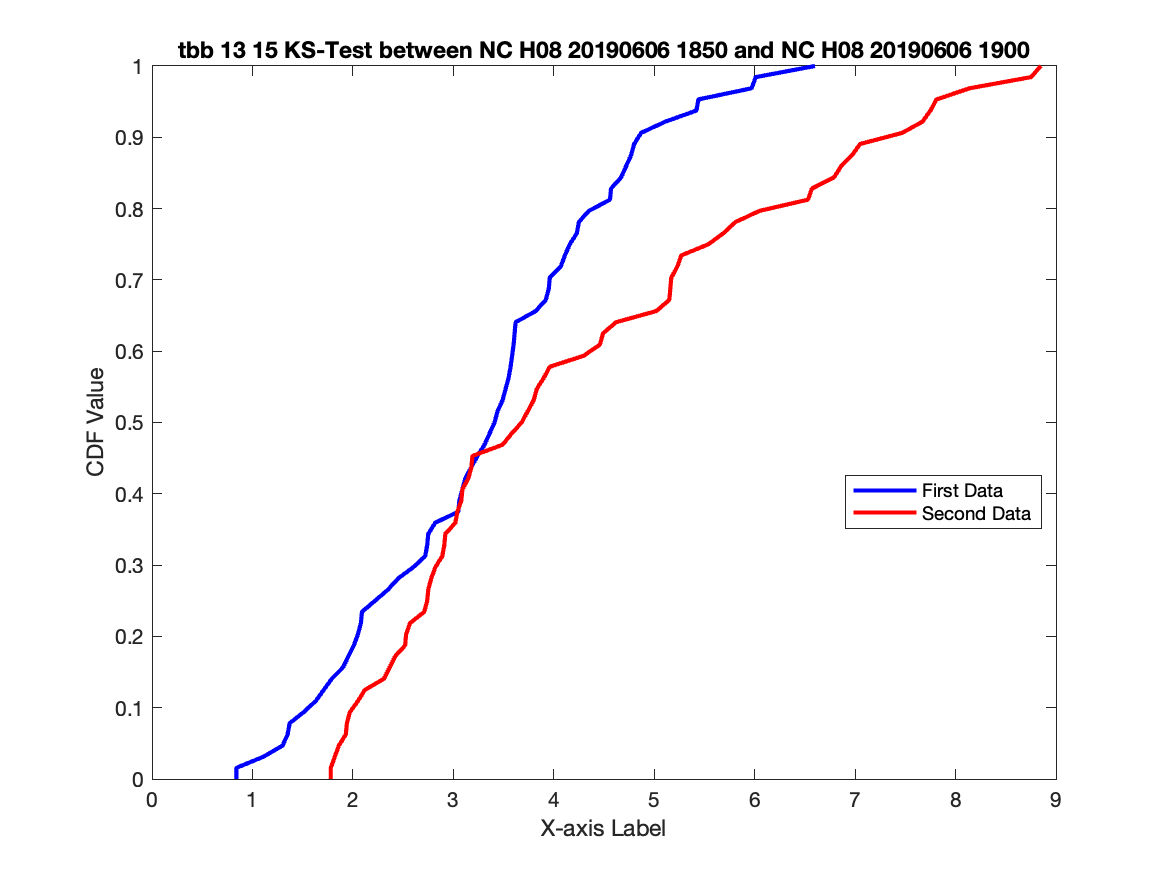 tbb 13 15 KS-Test between NC H08 20190606 1850 and NC H08 20190606 1900
1
0.9
0.8
0.7
0.6
0.5
0.4
0.3
0.2
0.1
0
CDF Value
First Data
Second Data
0 1 2 3 4 5 6 7 8 9
X-axis Label